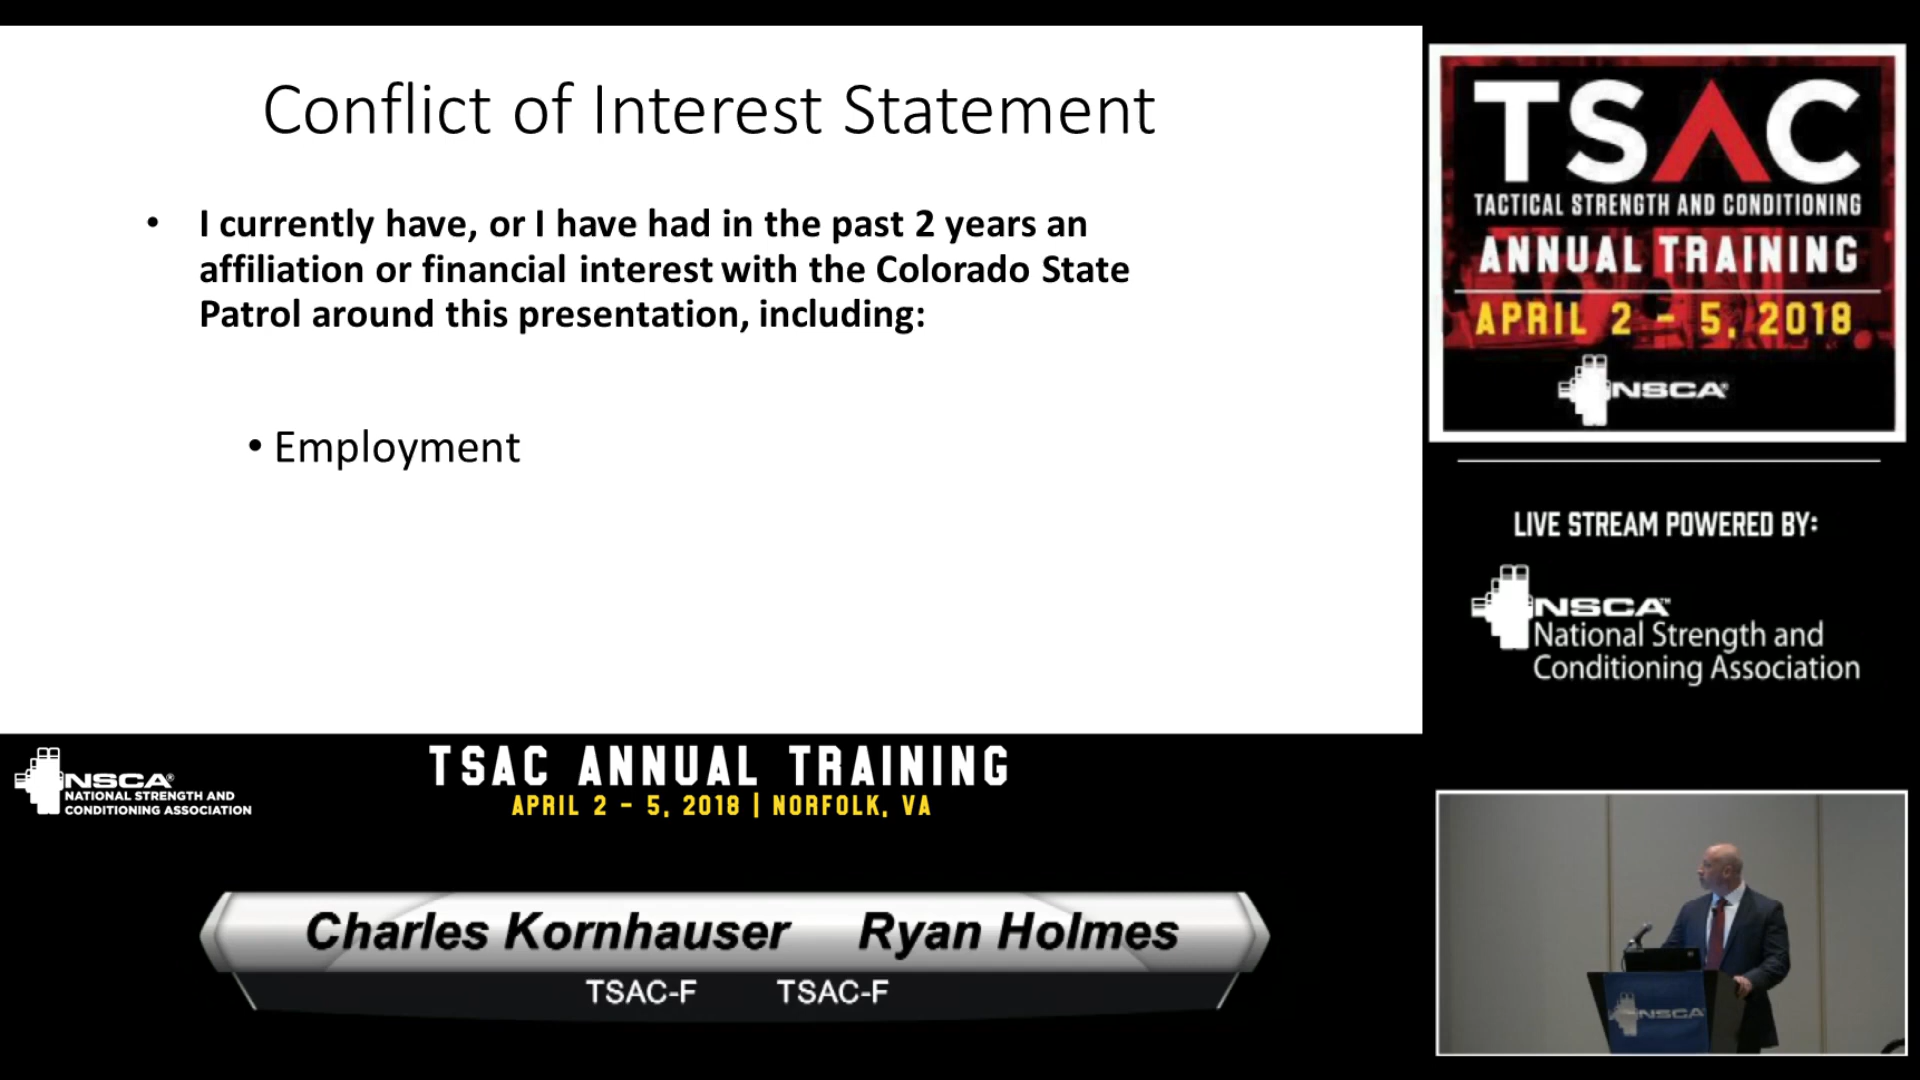 Conflict of Interest Statement
• I currently have, or I have had in the past 2 years an
affiliation or financial interest with the Colorado State
Patrol around this presentation, including:
• Employment
TSAC
TACTICAL STRENGTH AND CONDITIONING
ANNUAL TRAINING
APRIL 2 - 5, 2018
NSCA®
LIVE STREAM POWERED BY:
NSCA™
National Strength and
Conditioning Association
NSCA®
NATIONAL STRENGTH AND
CONDITIONING ASSOCIATION
TSAC ANNUAL TRAINING
APRIL 2 - 5, 2018 | NORFOLK, VA
Charles Kornhauser Ryan Holmes
TSAC-F TSAC-F
NSCA